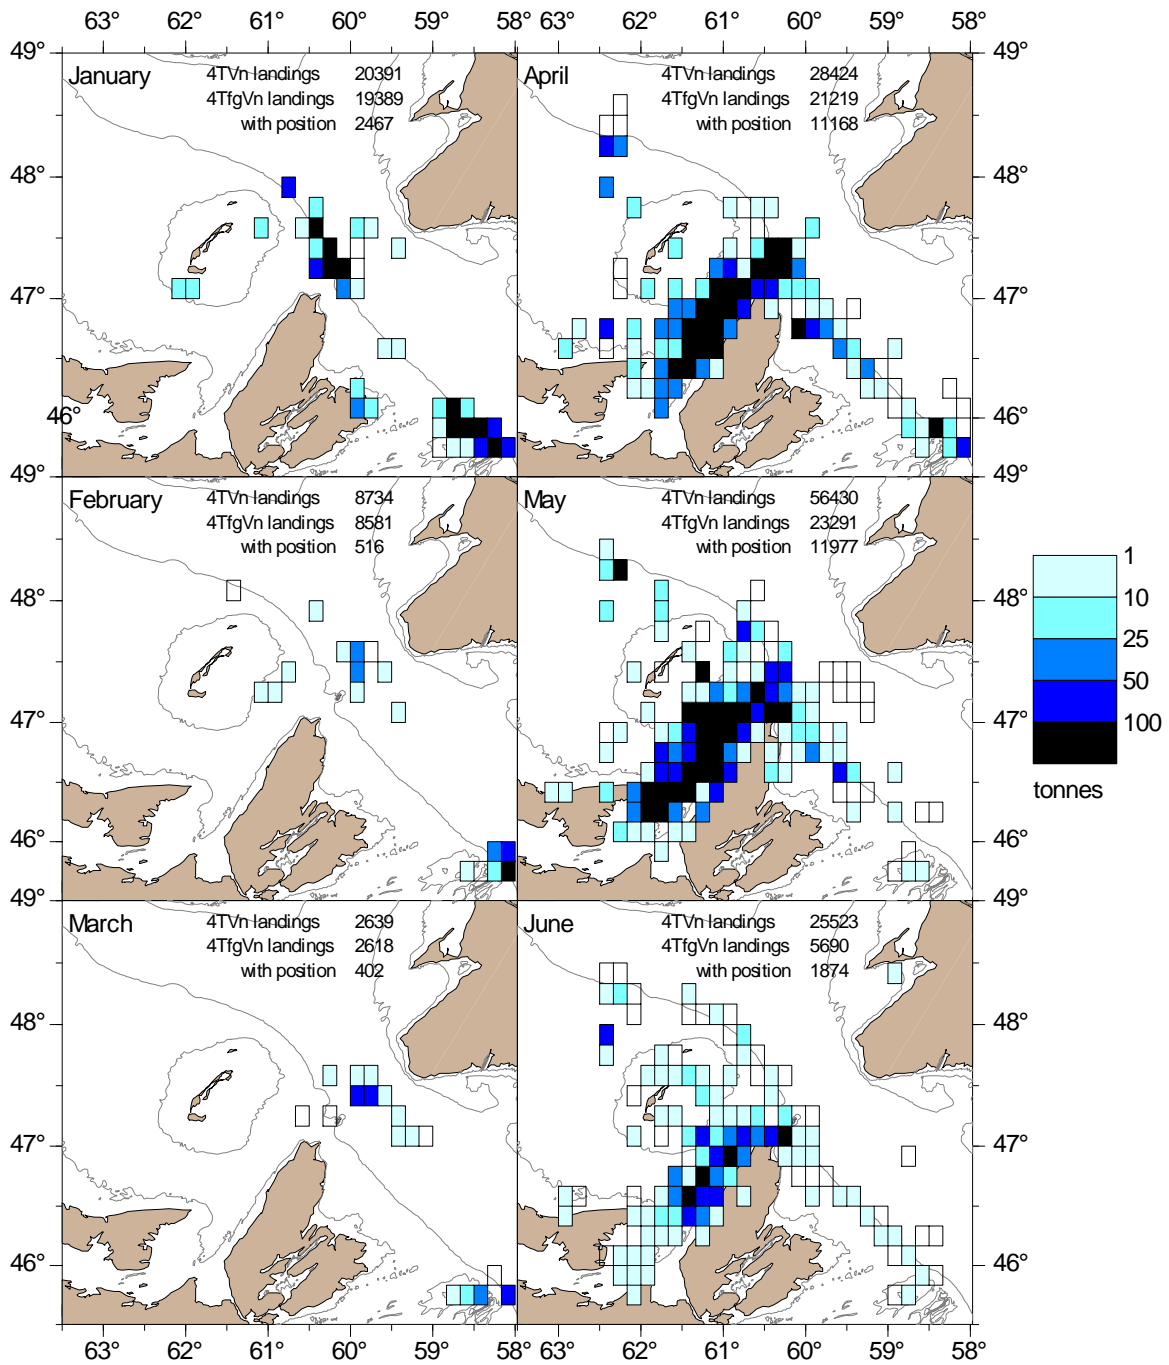 63° 62° 61° 60° 59° 58° 62° 61° 60° 59° 58°
49° 49°
January 4TVn landings 20391
4TfgVn landings 19389
with position 2467
April 4TVn landings 28424
4TfgVn landings 21219
with position 11168
48° 48°
47° 47°
46° 46°
49° 49°
February 4TVn landings 8734
4TfgVn landings 8581
with position 516
May 4TVn landings 56430
4TfgVn landings 23291
with position 11977
1
10
25
50
100
tonnes
48° 48°
47° 47°
46° 46°
49° 49°
March 4TVn landings 2639
4TfgVn landings 2618
with position 402
June 4TVn landings 25523
4TfgVn landings 5690
with position 1874
48° 48°
47° 47°
46° 46°
63° 62° 61° 60° 59° 58° 62° 61° 60° 59° 58°